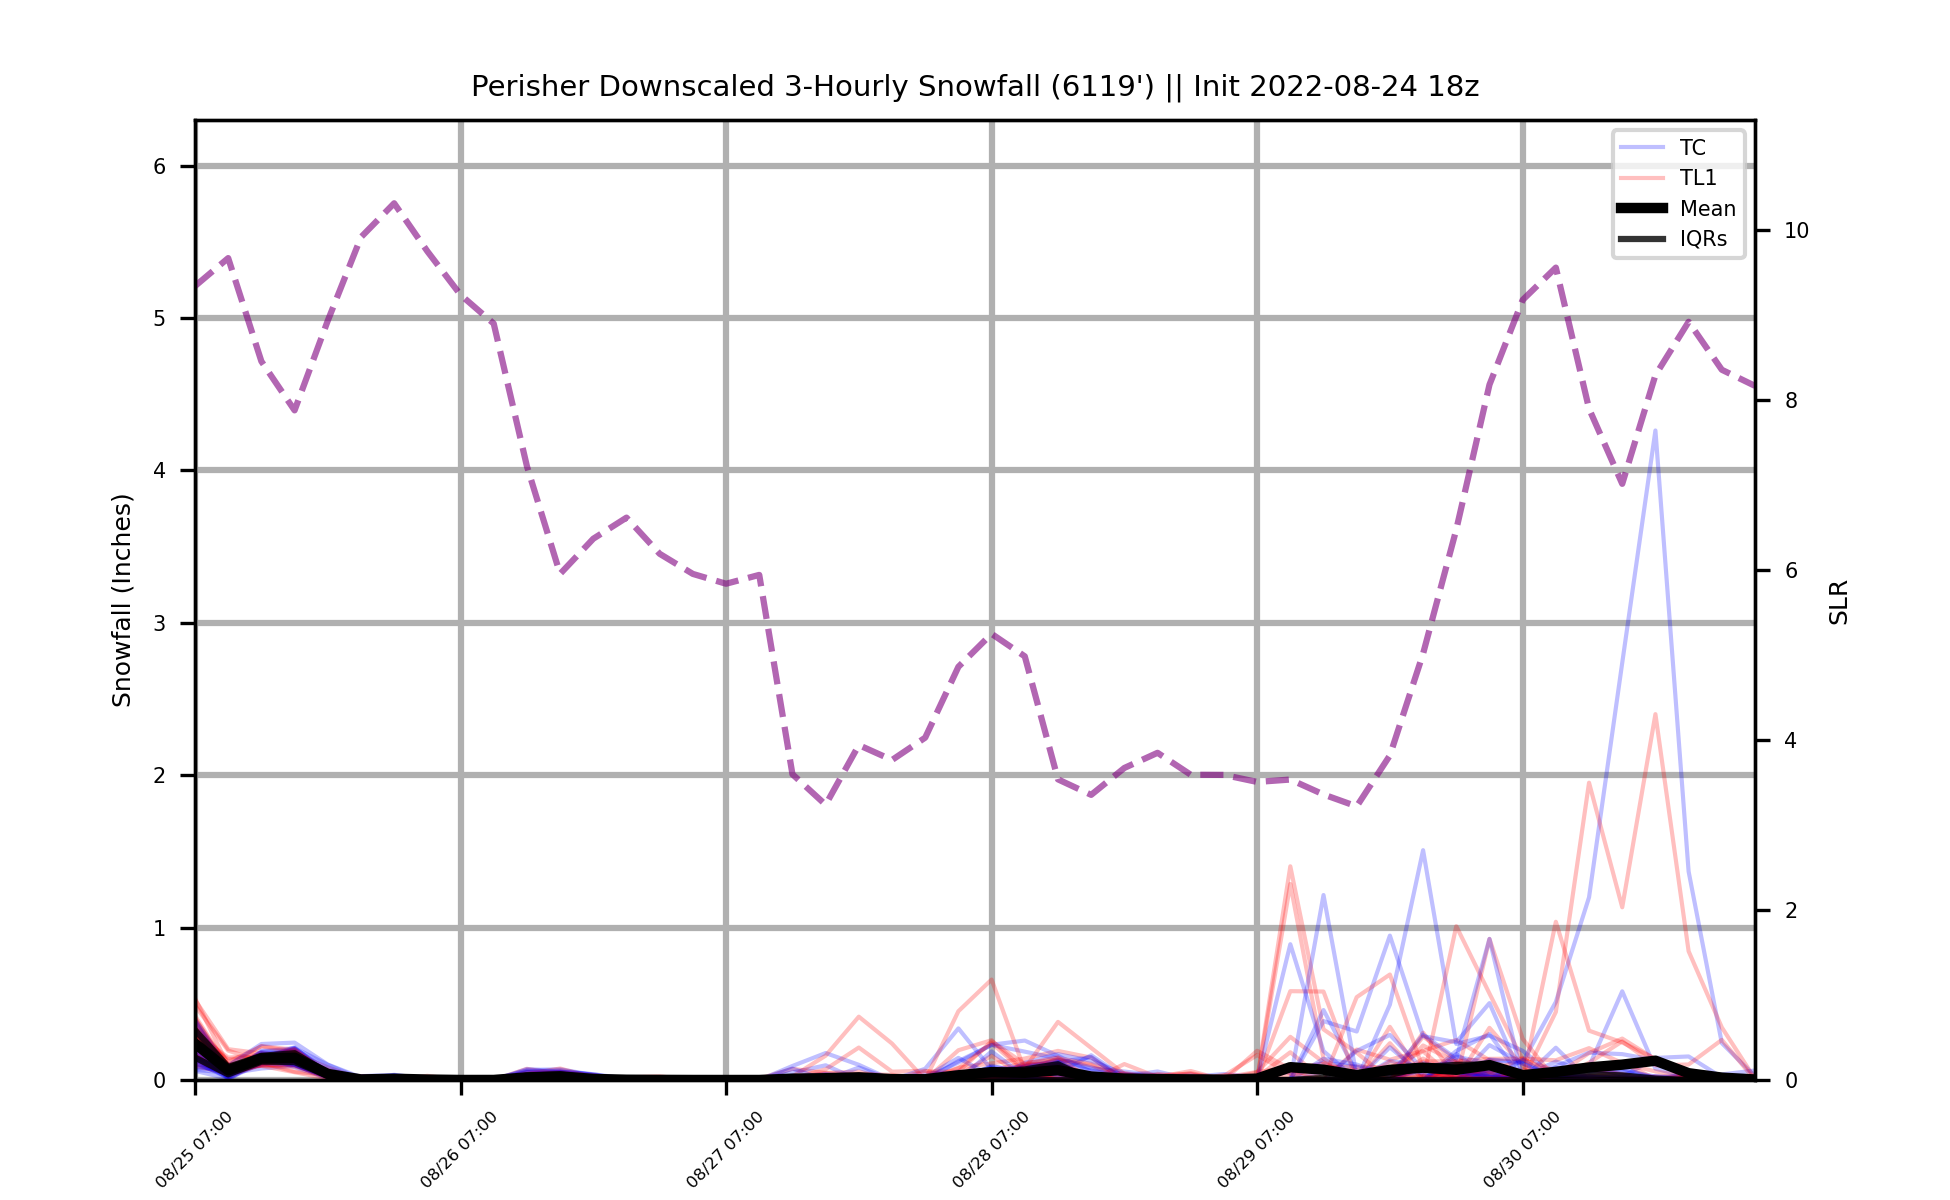 Perisher Downscaled 3-Hourly Snowfall (6119') || Init 2022-08-24 18z
TC
TL1
Mean
IQRs
Snowfall (Inches)
6
5
4
3
2
1
0
10
8
6
4
2
0
SLR
08/25 07:00
08/26 07:00
08/27 07:00
08/28 07:00
08/29 07:00
08/30 07:00